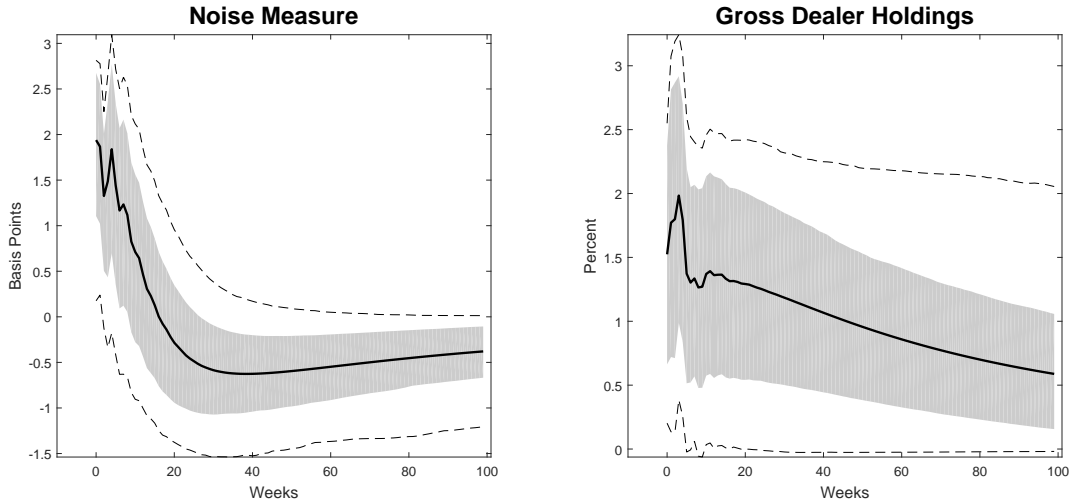 Noise Measure
3
2.5
2
1.5
1
0.5
0
-0.5
-1
-1.5
Basis Points
0 20 40 60 80 100
Weeks
Gross Dealer Holdings
3
2.5
2
1.5
1
0.5
0
Percent
0 20 40 60 80 100
Weeks